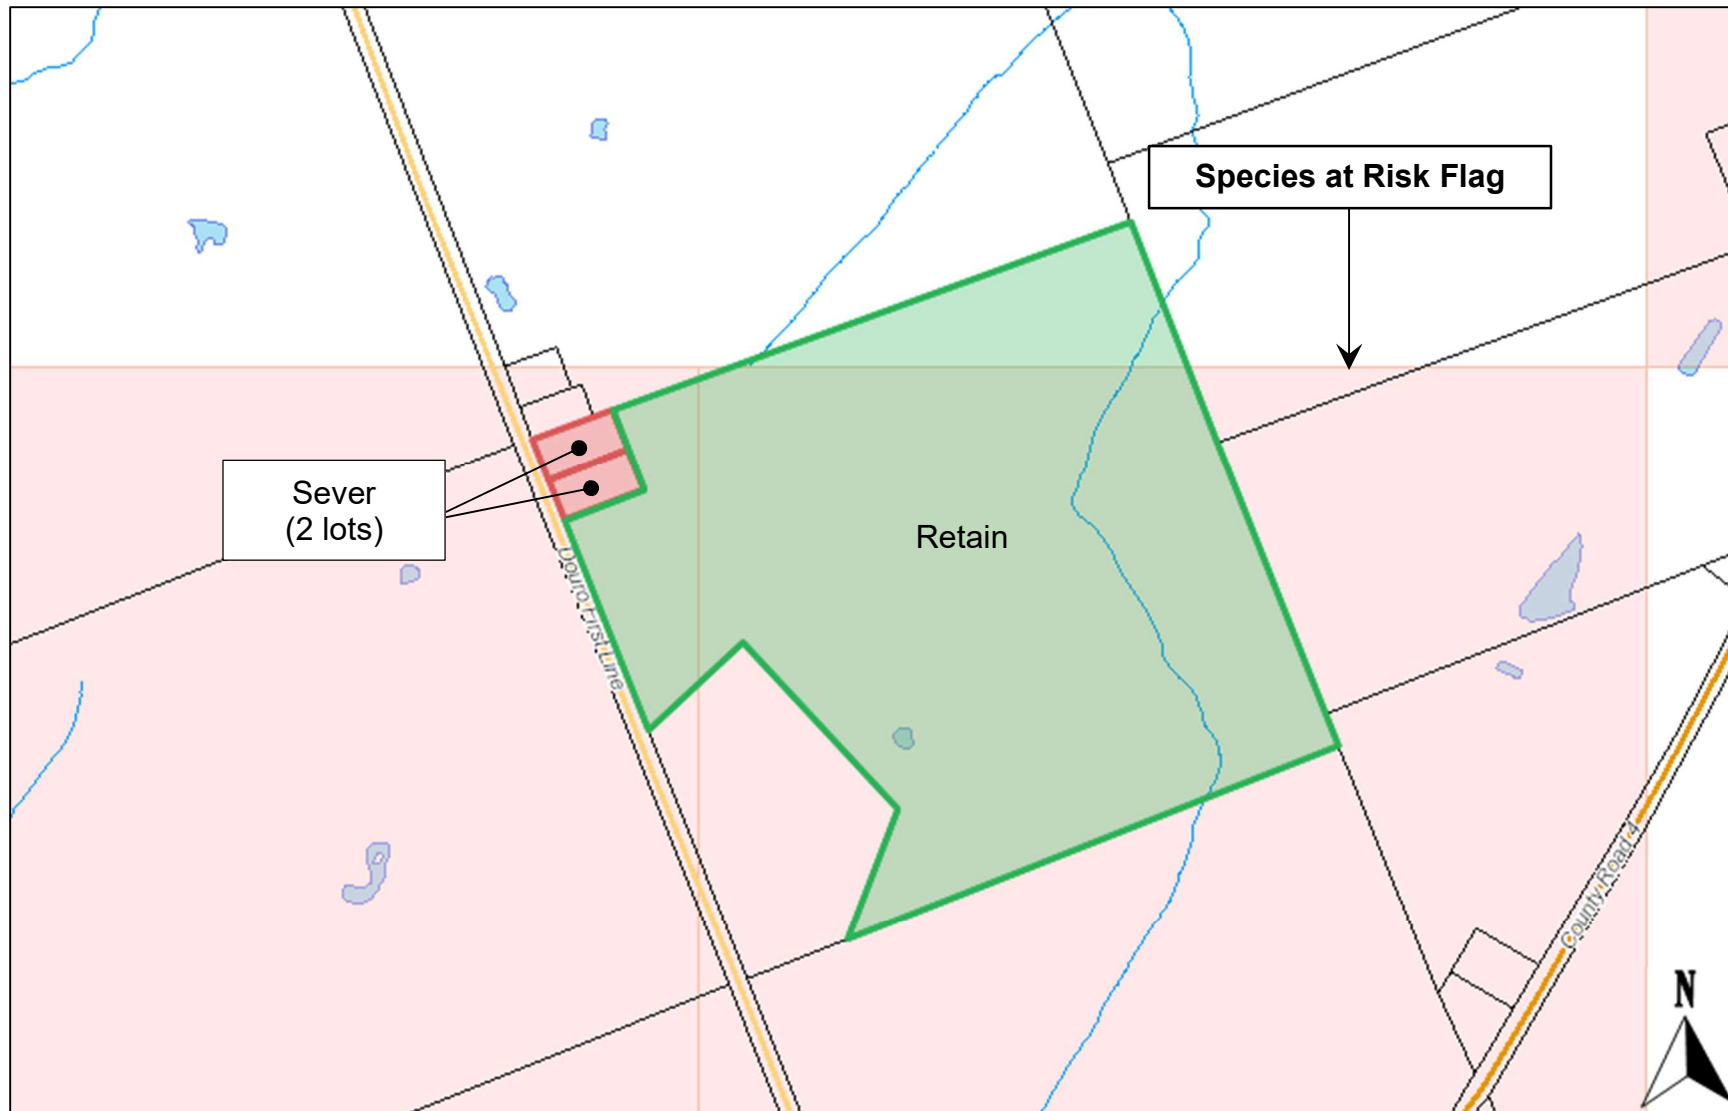 Species at Risk Flag
Sever
(2 lots)
Retain
Douro First Line
County Road 4
N